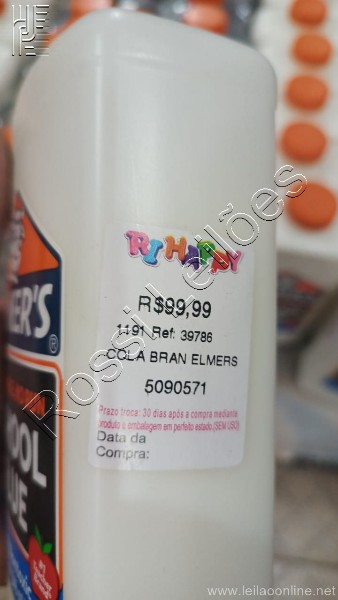 RI HAPPY
R$99,99
1191 Ref: 39786
COLA BRAN ELMERS
5090571
Prazo troca: 30 dias após a compra mediante
produto e embalagem em perfeito estado (SEM USO)
Data da
Compra:
ER'S
®
OOL
UE
Rossi Leilões
www.leilaoonline.net